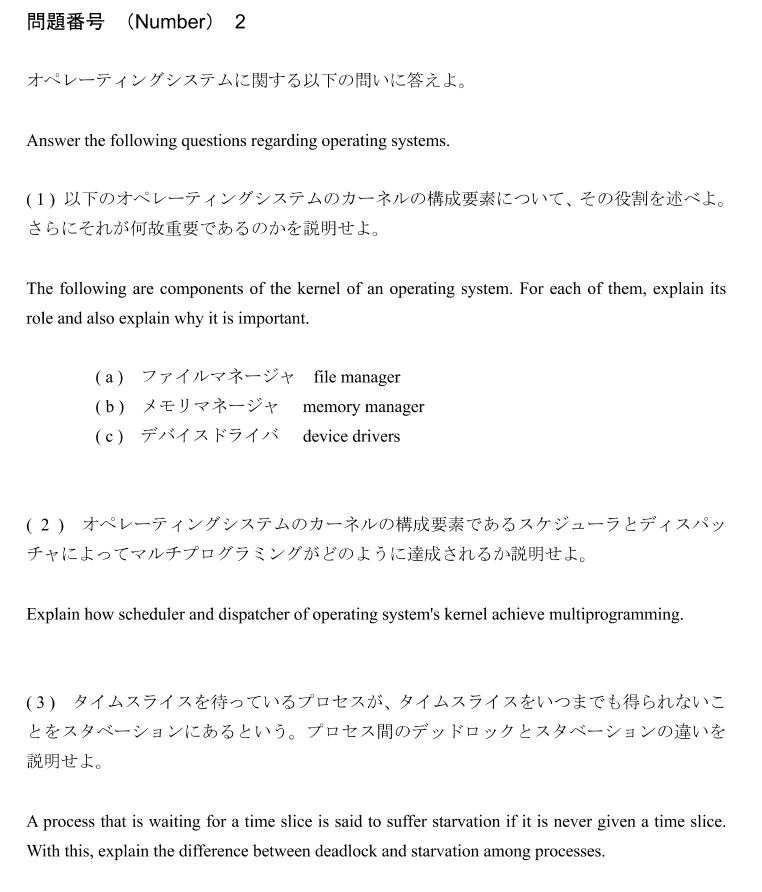 問題番号 （Number） 2
オペレーティングシステムに関する以下の問いに答えよ。
Answer the following questions regarding operating systems.
(1) 以下のオペレーティングシステムのカーネルの構成要素について、その役割を述べよ。
さらにそれが何故重要であるのかを説明せよ。
The following are components of the kernel of an operating system. For each of them, explain its
role and also explain why it is important.
(a) ファイルマネージャ file manager
(b) メモリマネージャ memory manager
(c) デバイスドライバ device drivers
(2) オペレーティングシステムのカーネルの構成要素であるスケジューラとディスパッ
チャによってマルチプログラミングがどのように達成されるか説明せよ。
Explain how scheduler and dispatcher of operating system's kernel achieve multiprogramming.
(3) タイムスライスを待っているプロセスが、タイムスライスをいつまでも得られないこ
とをスタベーションにあるという。プロセス間のデッドロックとスタベーションの違いを
説明せよ。
A process that is waiting for a time slice is said to suffer starvation if it is never given a time slice.
With this, explain the difference between deadlock and starvation among processes.